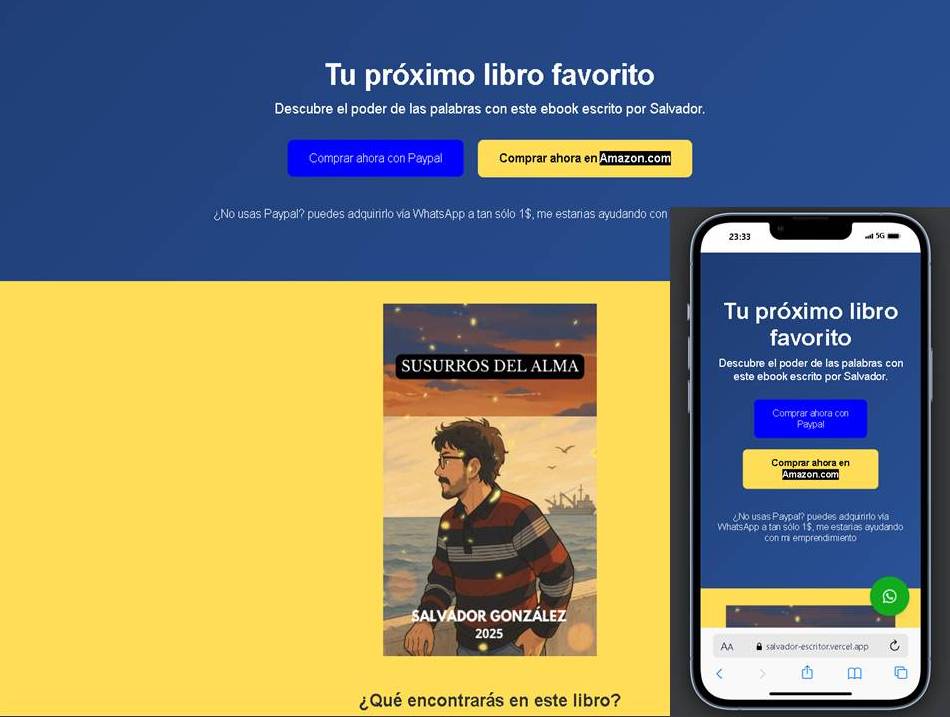 Tu próximo libro favorito
Descubre el poder de las palabras con este ebook escrito por Salvador.
Comprar ahora con Paypal
Comprar ahora en Amazon.com
¿No usas Paypal? puedes adquirirlo vía WhatsApp a tan sólo 1$, me estarias ayudando con
SUSURROS DEL ALMA
SALVADOR GONZÁLEZ
2025
¿Qué encontrarás en este libro?
23:33
5G
Tu próximo libro
favorito
Descubre el poder de las palabras con
este ebook escrito por Salvador.
Comprar ahora con
Paypal
Comprar ahora en
Amazon.com
¿No usas Paypal? puedes adquirirlo vía
WhatsApp a tan sólo 1$, me estarias ayudando
con mi emprendimiento
AA salvador-escritor.vercel.app